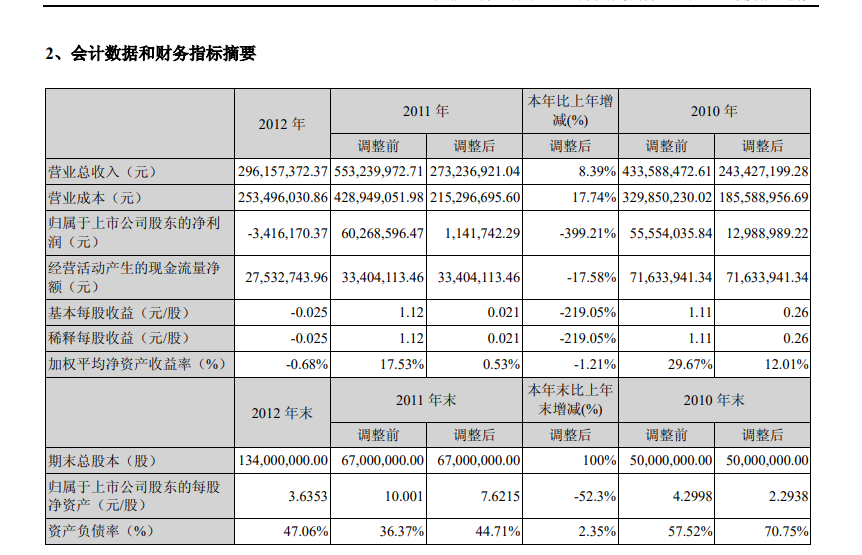 2、会计数据和财务指标摘要
2012 年 2011 年 本年比上年增减(%) 2010 年
调整前 调整后 调整后 调整前 调整后
营业总收入（元） 296,157,372.37 553,239,972.71 273,236,921.04 8.39% 433,588,472.61 243,427,199.28
营业成本（元） 253,496,030.86 428,949,051.98 215,296,695.60 17.74% 329,850,230.02 185,588,956.69
归属于上市公司股东的净利润（元） -3,416,170.37 60,268,596.47 1,141,742.29 -399.21% 55,554,035.84 12,988,989.22
经营活动产生的现金流量净额（元） 27,532,743.96 33,404,113.46 33,404,113.46 -17.58% 71,633,941.34 71,633,941.34
基本每股收益（元/股） -0.025 1.12 0.021 -219.05% 1.11 0.26
稀释每股收益（元/股） -0.025 1.12 0.021 -219.05% 1.11 0.26
加权平均净资产收益率（%） -0.68% 17.53% 0.53% -1.21% 29.67% 12.01%
2012 年末 2011 年末 本年末比上年末增减(%) 2010 年末
调整前 调整后 调整后 调整前 调整后
期末总股本（股） 134,000,000.00 67,000,000.00 67,000,000.00 100% 50,000,000.00 50,000,000.00
归属于上市公司股东的每股净资产（元/股） 3.6353 10.001 7.6215 -52.3% 4.2998 2.2938
资产负债率（%） 47.06% 36.37% 44.71% 2.35% 57.52% 70.75%